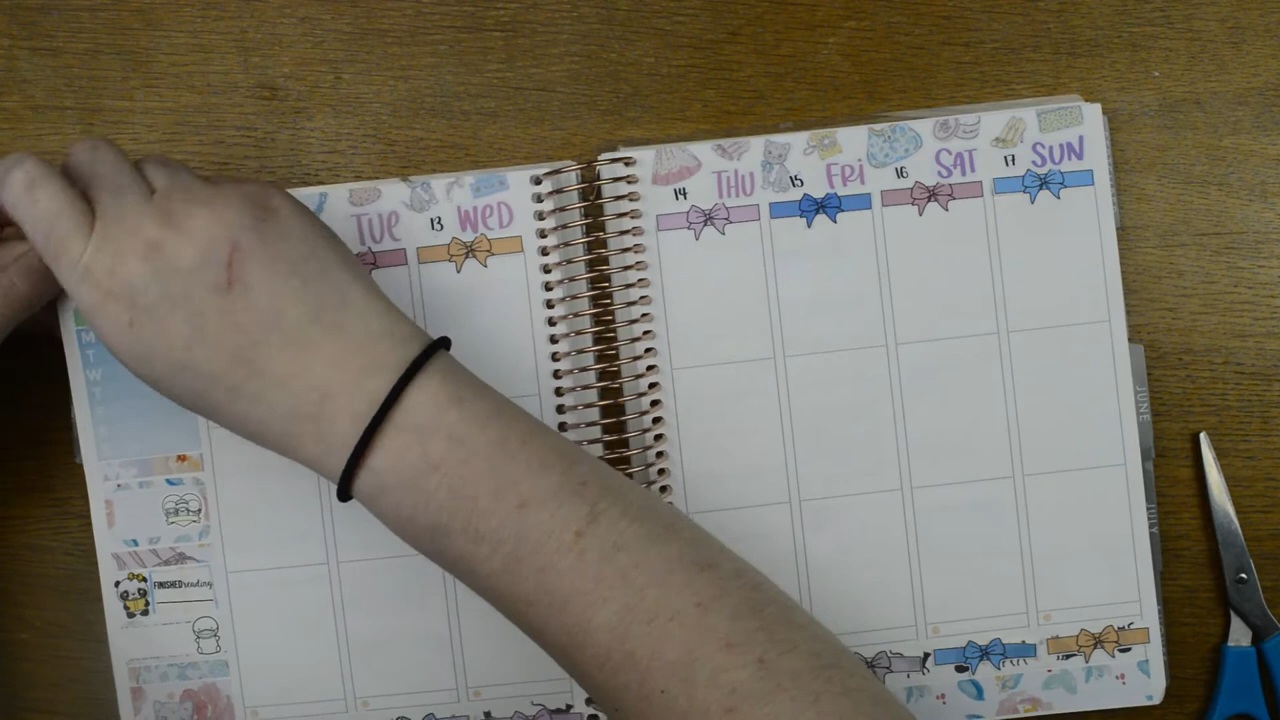 TUE
13 WED
14 THU
15 FRi
16 SAT
17 SUN
M
T
W
T
FINISHED reading
JUNE
JULY